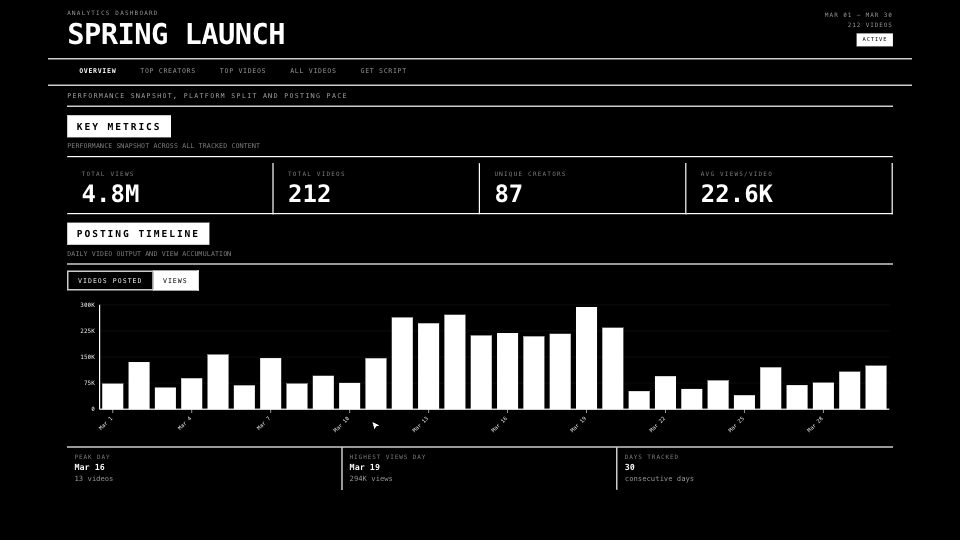 ANALYTICS DASHBOARD
SPRING LAUNCH
MAR 01 — MAR 30
212 VIDEOS
ACTIVE
OVERVIEW TOP CREATORS TOP VIDEOS ALL VIDEOS GET SCRIPT
PERFORMANCE SNAPSHOT, PLATFORM SPLIT AND POSTING PACE
KEY METRICS
PERFORMANCE SNAPSHOT ACROSS ALL TRACKED CONTENT
TOTAL VIEWS TOTAL VIDEOS UNIQUE CREATORS AVG VIEWS/VIDEO
4.8M 212 87 22.6K
POSTING TIMELINE
DAILY VIDEO OUTPUT AND VIEW ACCUMULATION
VIDEOS POSTED VIEWS
300K
225K
150K
75K
0
Mar 1 Mar 4 Mar 7 Mar 10 Mar 13 Mar 16 Mar 19 Mar 22 Mar 25 Mar 28
PEAK DAY HIGHEST VIEWS DAY DAYS TRACKED
Mar 16 Mar 19 30
13 videos 294K views consecutive days